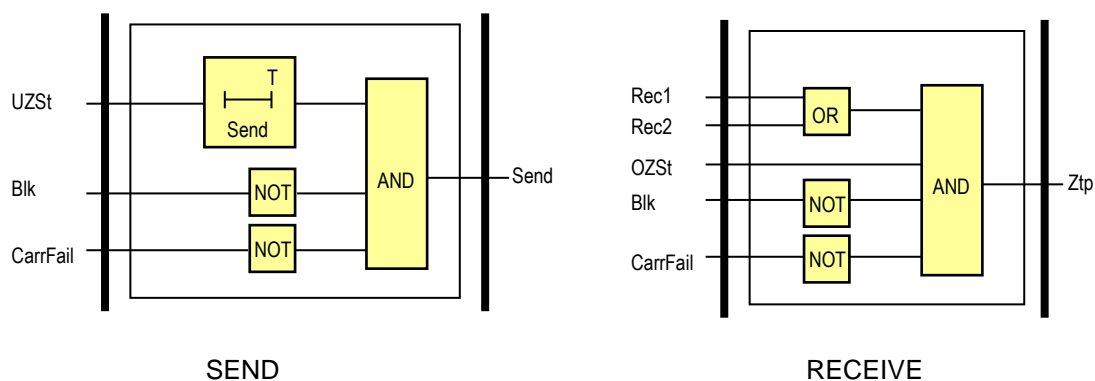 UZSt
T
Send
Blk
NOT
AND
Send
CarrFail
NOT
SEND
Rec1
Rec2
OR
OZSt
Blk
NOT
AND
Ztp
CarrFail
NOT
RECEIVE